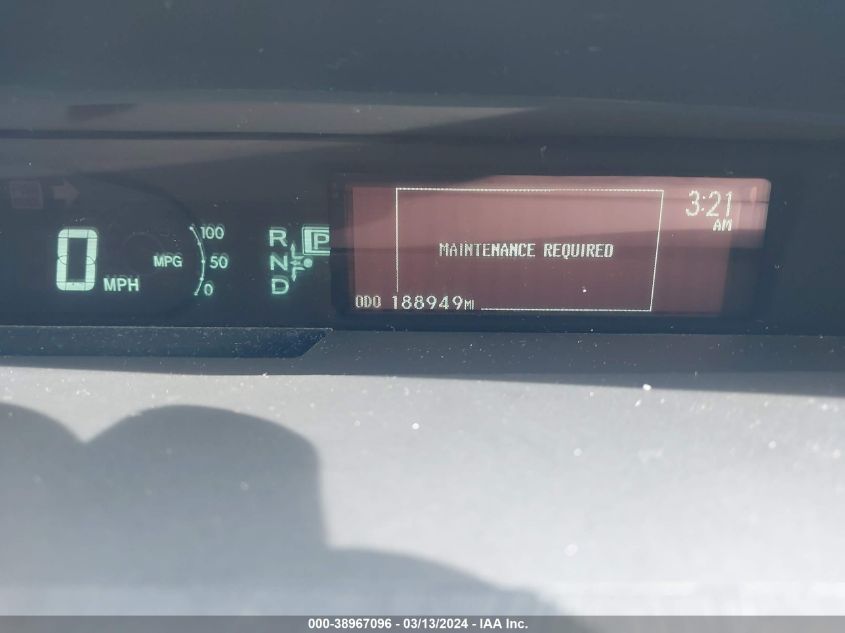 0 MPH
MPG
100
50
0
R P
N
D
3:21
AM
MAINTENANCE REQUIRED
ODO 188949MI
000-38967096 - 03/13/2024 - IAA Inc.